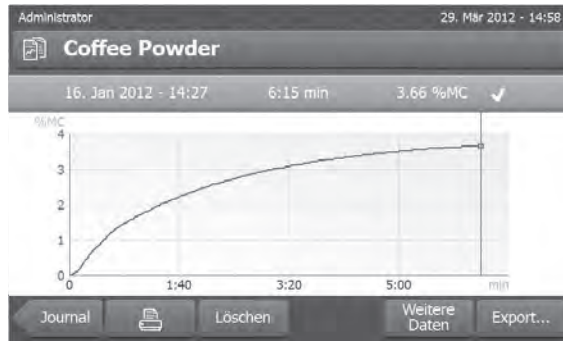 Administrator 29. Mär 2012 - 14:58
Coffee Powder
16. Jan 2012 - 14:27 6:15 min 3.66 %MC
%MC
4
3
2
1
0
0 1:40 3:20 5:00 min
Journal Löschen Weitere Daten Export...